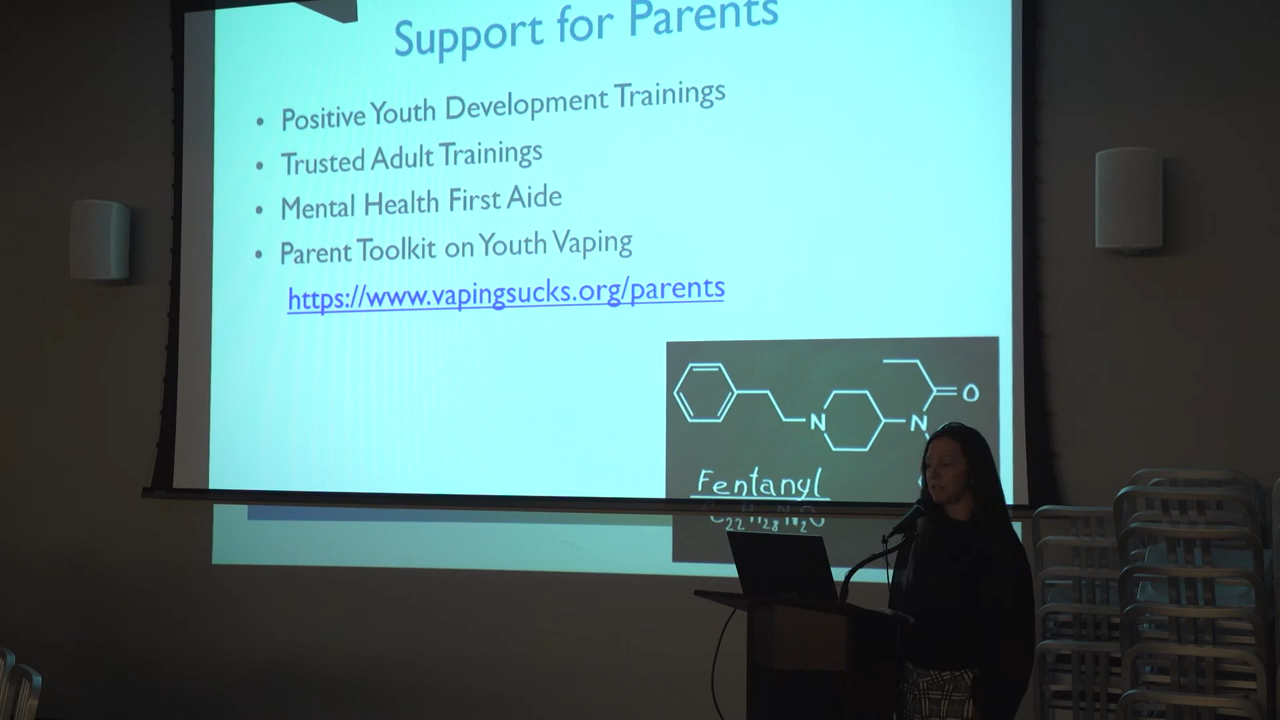 Support for Parents
• Positive Youth Development Trainings
• Trusted Adult Trainings
• Mental Health First Aide
• Parent Toolkit on Youth Vaping
https://www.vapingsucks.org/parents
O
N
N
Fentanyl
C22H28N2O